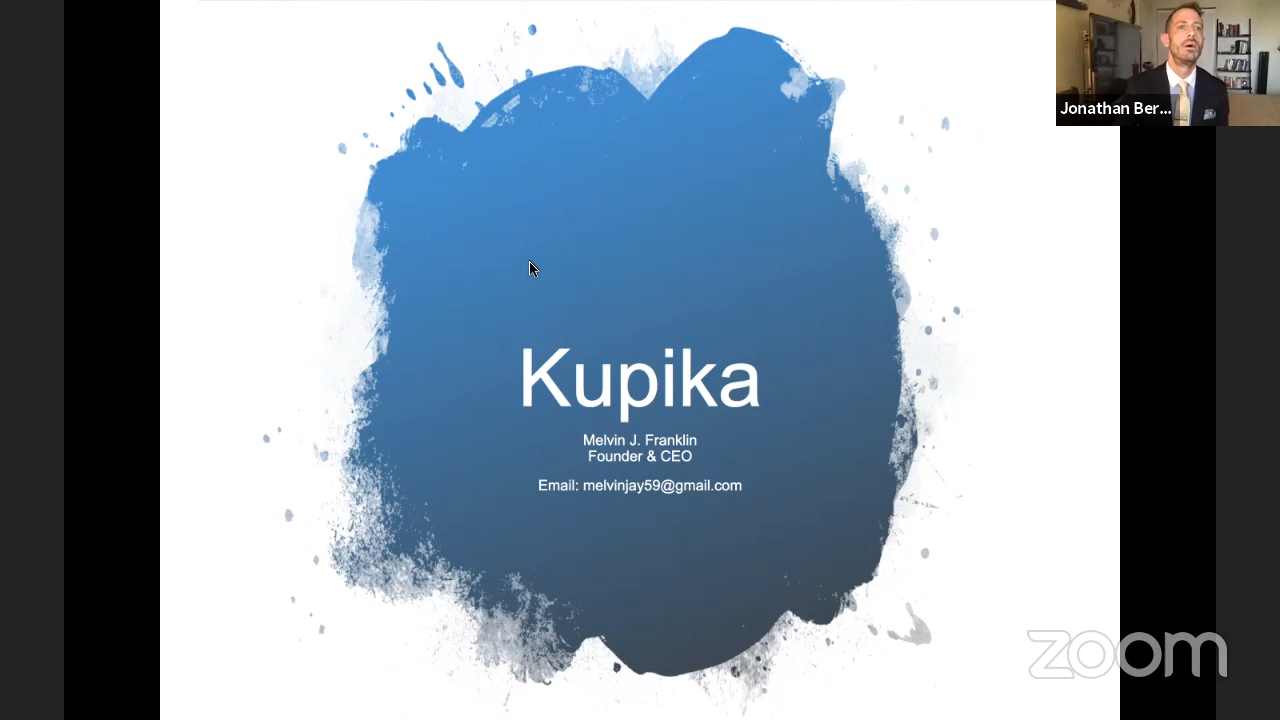 Jonathan Ber...
Kupika
Melvin J. Franklin
Founder & CEO
Email: melvinjay59@gmail.com
zoom